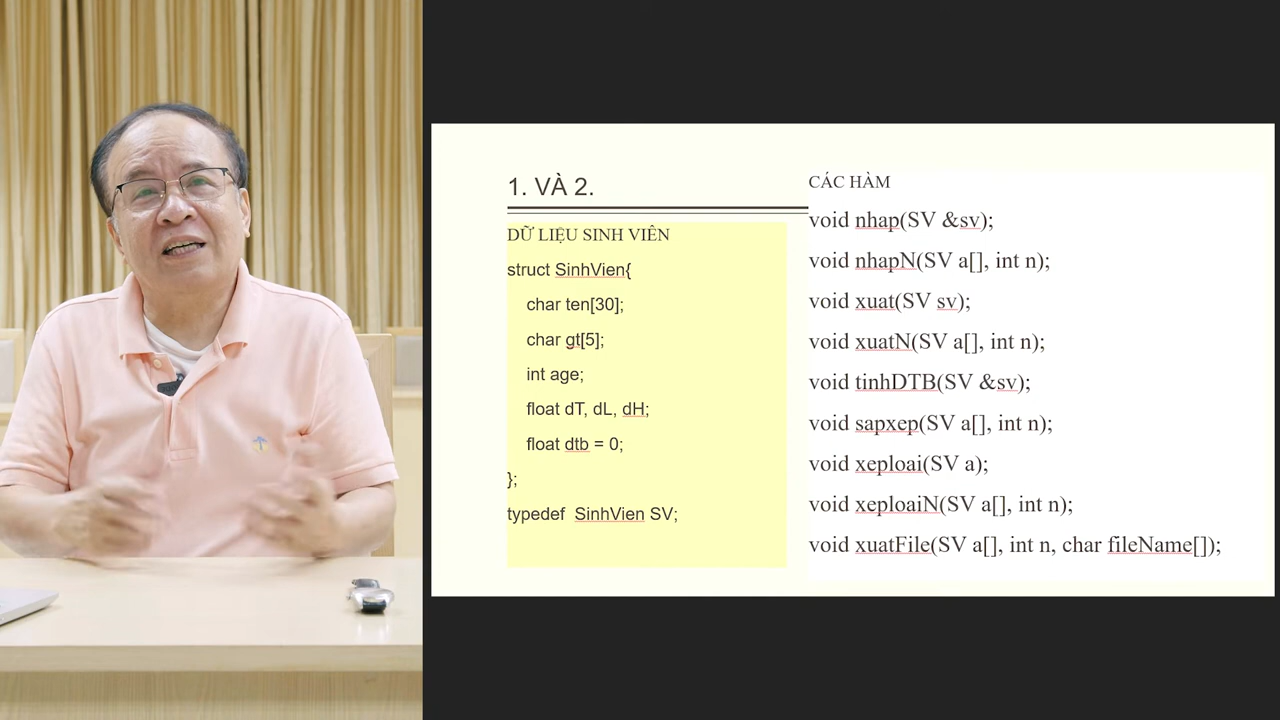 1. VÀ 2.
DỮ LIỆU SINH VIÊN
struct SinhVien{
char ten[30];
char gt[5];
int age;
float dT, dL, dH;
float dtb = 0;
};
typedef SinhVien SV;
CÁC HÀM
void nhap(SV &sv);
void nhapN(SV a[], int n);
void xuat(SV sv);
void xuatN(SV a[], int n);
void tinhDTB(SV &sv);
void sapxep(SV a[], int n);
void xeploai(SV a);
void xeploaiN(SV a[], int n);
void xuatFile(SV a[], int n, char fileName[]);